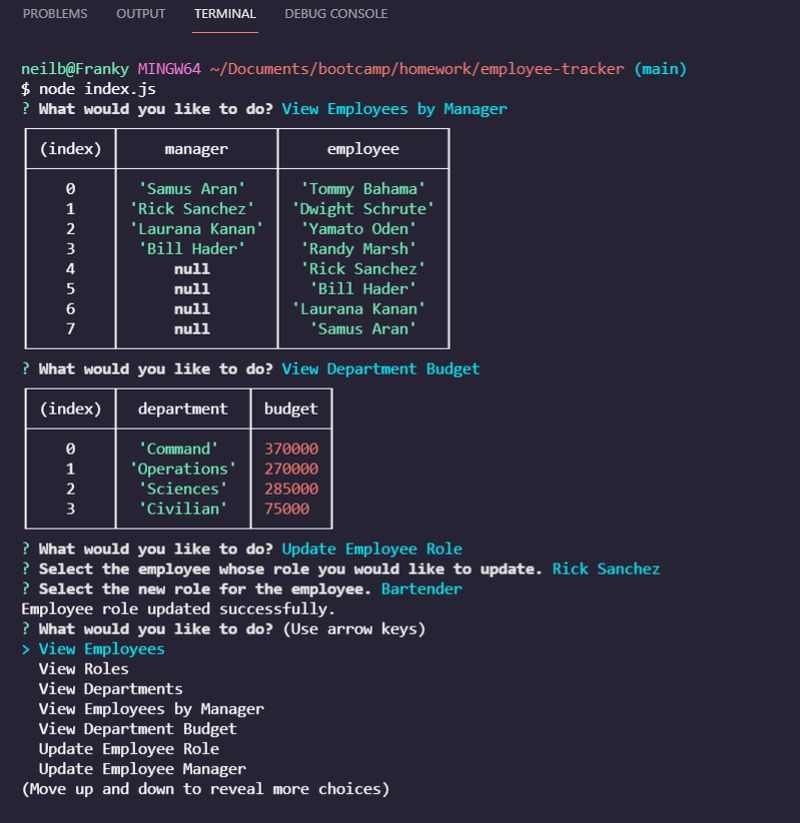 PROBLEMS OUTPUT TERMINAL DEBUG CONSOLE
neilb@Franky MINGW64 ~/Documents/bootcamp/homework/employee-tracker (main)
$ node index.js
? What would you like to do? View Employees by Manager
(index) manager employee
0 'Samus Aran' 'Tommy Bahama'
1 'Rick Sanchez' 'Dwight Schrute'
2 'Laurana Kanan' 'Yamato Oden'
3 'Bill Hader' 'Randy Marsh'
4 null 'Rick Sanchez'
5 null 'Bill Hader'
6 null 'Laurana Kanan'
7 null 'Samus Aran'
? What would you like to do? View Department Budget
(index) department budget
0 'Command' 370000
1 'Operations' 270000
2 'Sciences' 285000
3 'Civilian' 75000
? What would you like to do? Update Employee Role
? Select the employee whose role you would like to update. Rick Sanchez
? Select the new role for the employee. Bartender
Employee role updated successfully.
? What would you like to do? (Use arrow keys)
> View Employees
View Roles
View Departments
View Employees by Manager
View Department Budget
Update Employee Role
Update Employee Manager
(Move up and down to reveal more choices)